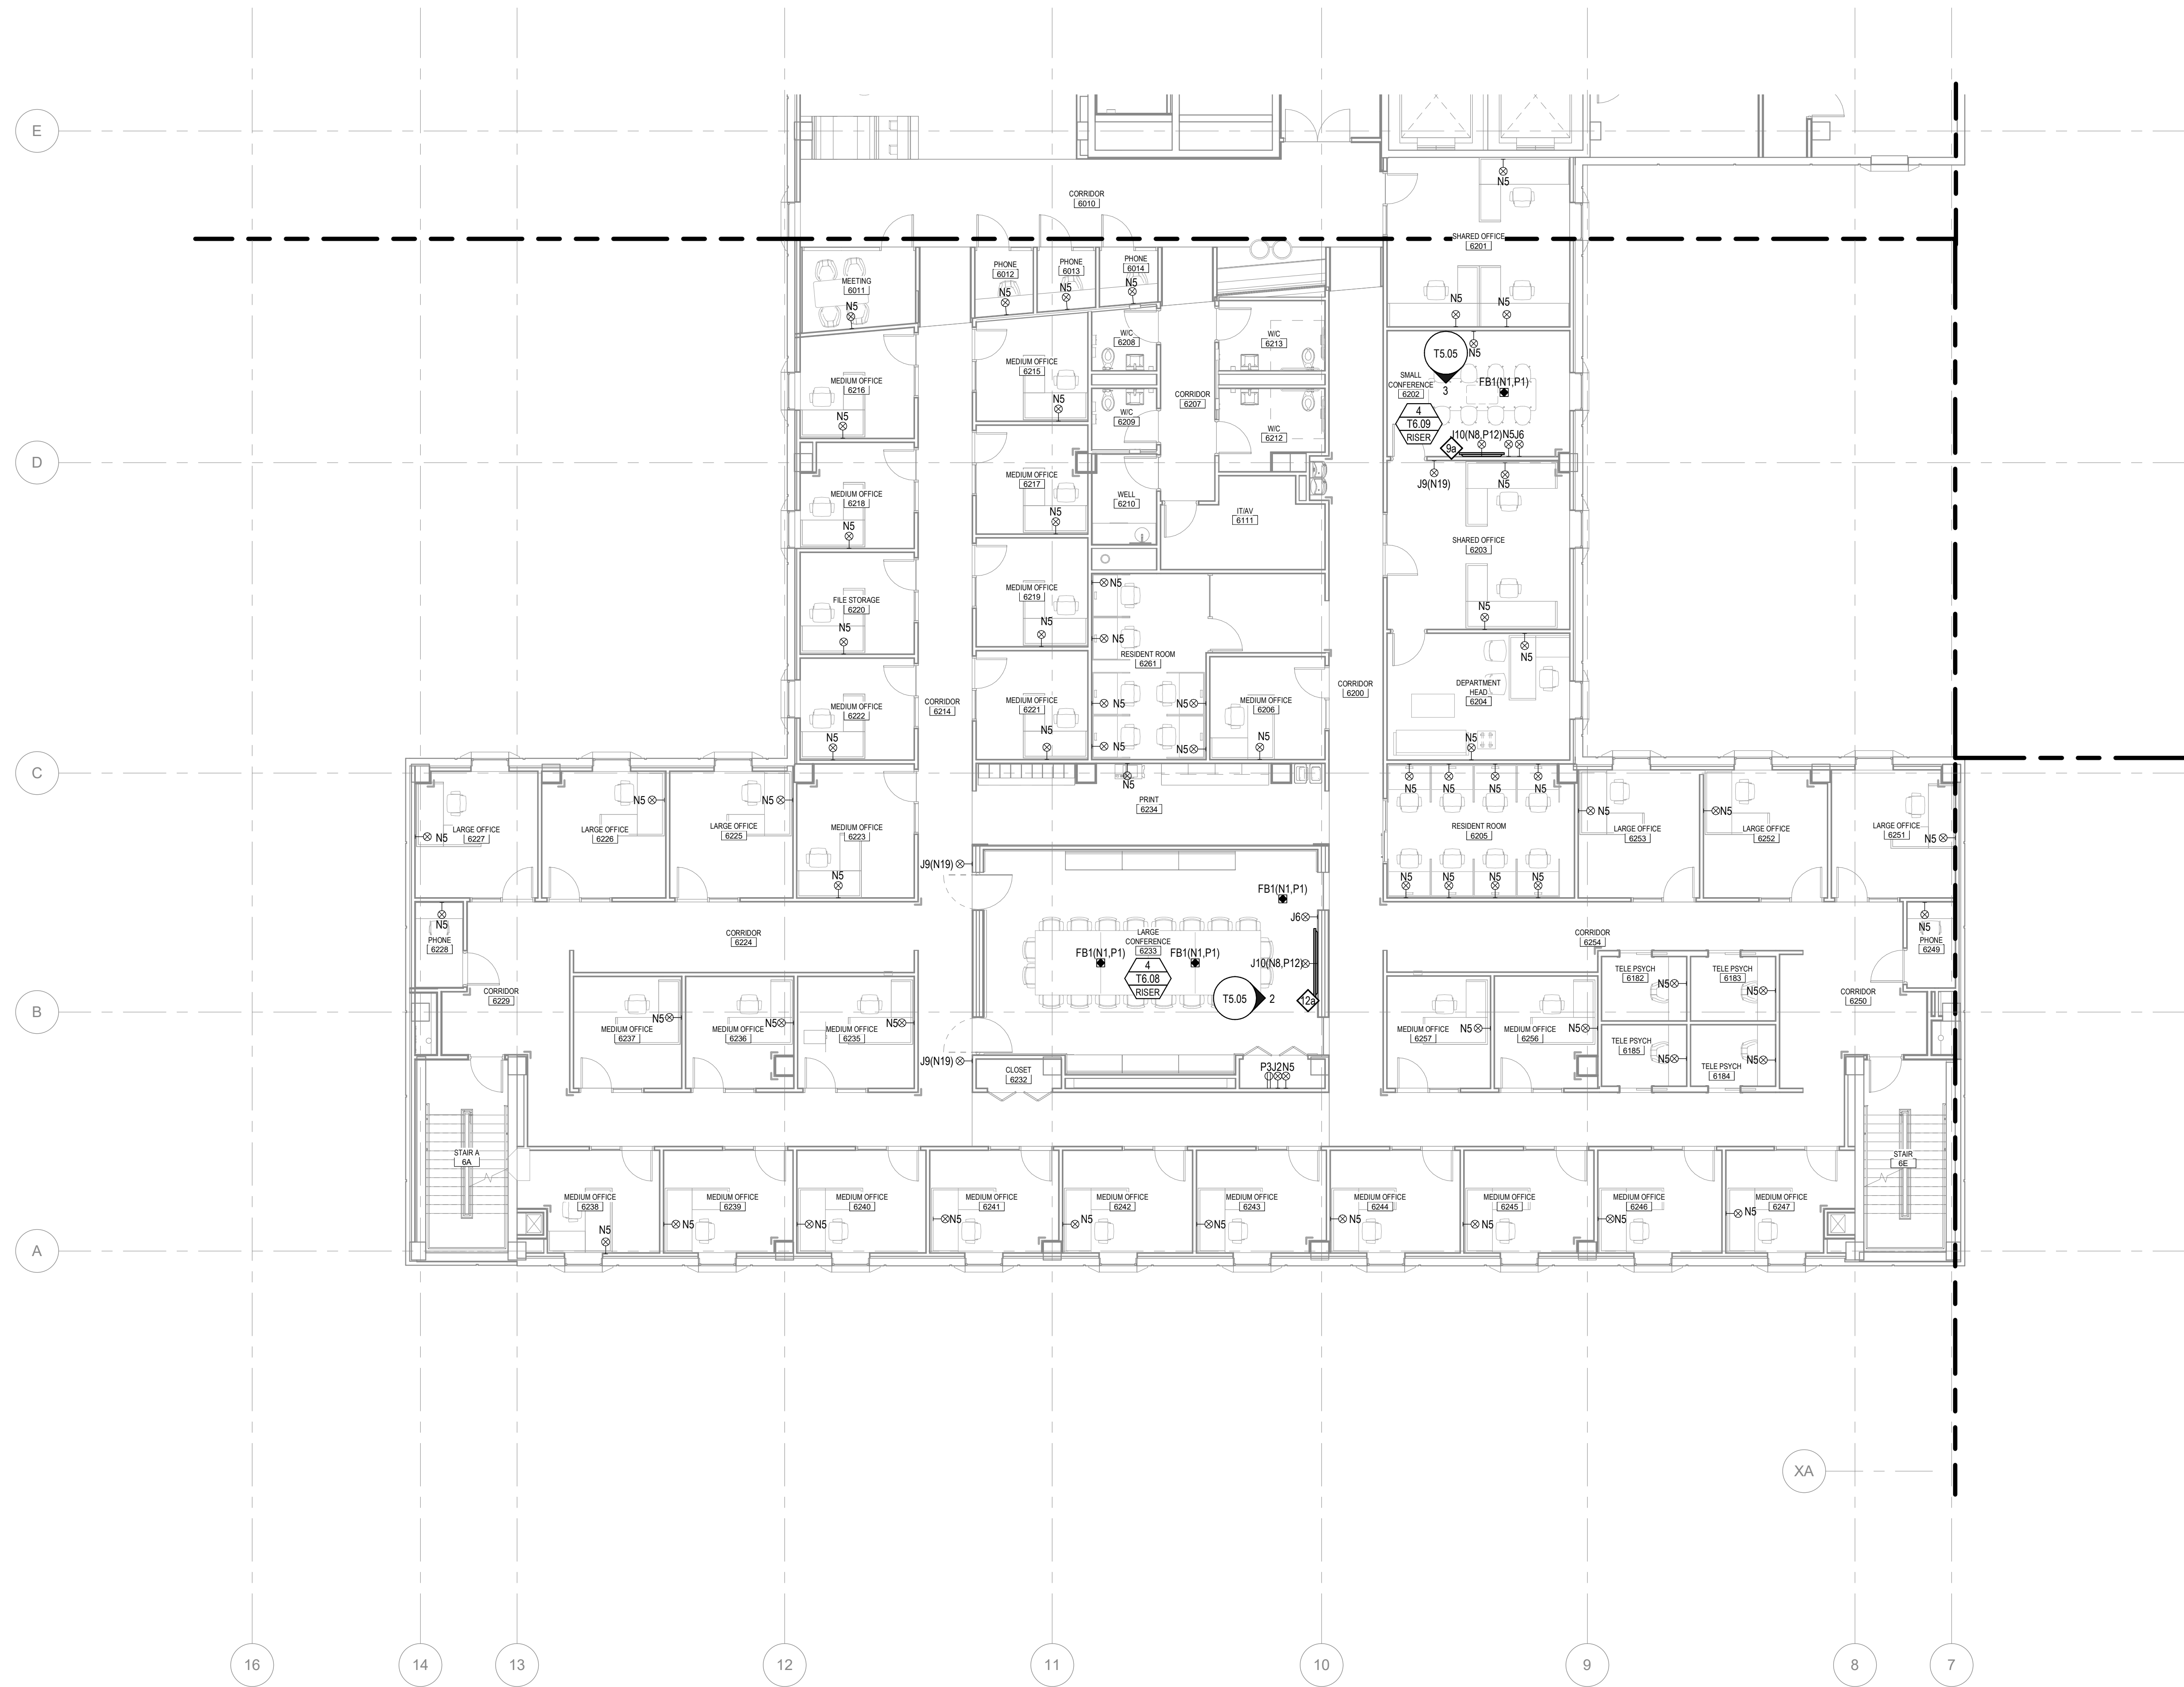 E
CORRIDOR
6010
N5
SHARED OFFICE
6201
N5
N5
MEETING
6011
N5
PHONE
6012
N5
PHONE
6013
N5
PHONE
6014
N5
W/C
6208
W/C
6213
MEDIUM OFFICE
6215
N5
MEDIUM OFFICE
6216
N5
CORRIDOR
6207
W/C
6209
W/C
6212
T5.05
3
N5
SMALL
CONFERENCE
6202
FB1(N1,P1)
4
T6.09
RISER
J10(N8,P12)
N5
J6
9a
D
J9(N19)
N5
MEDIUM OFFICE
6217
N5
MEDIUM OFFICE
6218
N5
WELL
6210
IT/AV
6111
SHARED OFFICE
6203
N5
MEDIUM OFFICE
6219
N5
FILE STORAGE
6220
N5
N5
N5
RESIDENT ROOM
6261
N5
N5
N5
N5
N5
DEPARTMENT
HEAD
6204
N5
CORRIDOR
6200
MEDIUM OFFICE
6206
N5
MEDIUM OFFICE
6221
N5
CORRIDOR
6214
MEDIUM OFFICE
6222
N5
C
N5
PRINT
6234
N5
N5
N5
N5
RESIDENT ROOM
6205
N5
N5
N5
N5
LARGE OFFICE
6227
N5
LARGE OFFICE
6226
N5
LARGE OFFICE
6225
N5
MEDIUM OFFICE
6223
N5
N5
LARGE OFFICE
6253
N5
LARGE OFFICE
6252
LARGE OFFICE
6251
N5
J9(N19)
FB1(N1,P1)
J6
N5
PHONE
6228
CORRIDOR
6224
LARGE
CONFERENCE
6233
FB1(N1,P1)
FB1(N1,P1)
4
T6.08
RISER
J10(N8,P12)
T5.05
2
12a
CORRIDOR
6254
N5
PHONE
6249
TELE PSYCH
6182
N5
TELE PSYCH
6183
N5
CORRIDOR
6229
CORRIDOR
6250
B
MEDIUM OFFICE
6237
N5
MEDIUM OFFICE
6236
N5
MEDIUM OFFICE
6235
N5
MEDIUM OFFICE
6257
N5
MEDIUM OFFICE
6256
N5
TELE PSYCH
6185
N5
TELE PSYCH
6184
N5
J9(N19)
CLOSET
6232
P3J2N5
STAIR A
6A
STAIR
6E
MEDIUM OFFICE
6238
N5
MEDIUM OFFICE
6239
N5
MEDIUM OFFICE
6240
N5
MEDIUM OFFICE
6241
N5
MEDIUM OFFICE
6242
N5
MEDIUM OFFICE
6243
N5
MEDIUM OFFICE
6244
N5
MEDIUM OFFICE
6245
N5
MEDIUM OFFICE
6246
N5
MEDIUM OFFICE
6247
N5
A
XA
16
14
13
12
11
10
9
8
7